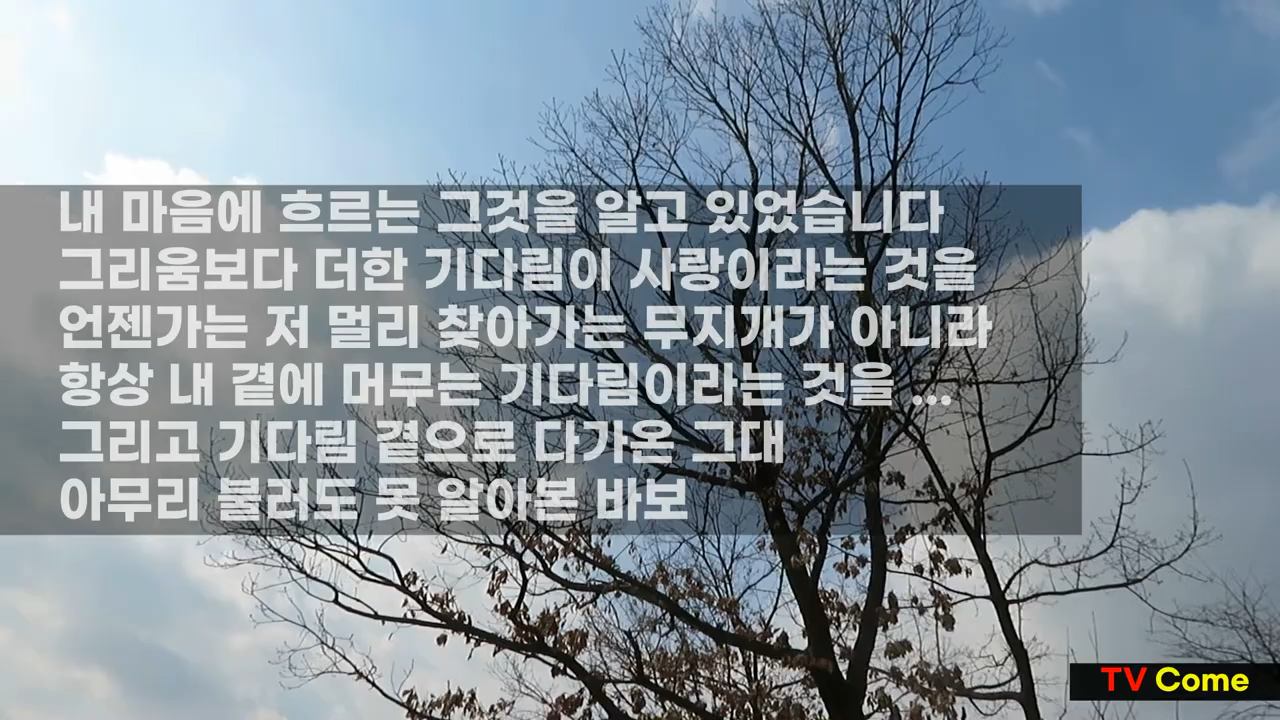 내 마음에 흐르는 그것을 알고 있었습니다
그리움보다 더한 기다림이 사랑이라는 것을
언젠가는 저 멀리 찾아가는 무지개가 아니라
항상 내 곁에 머무는 기다림이라는 것을 ...
그리고 기다림 곁으로 다가온 그대
아무리 불러도 못 알아본 바보
TV Come